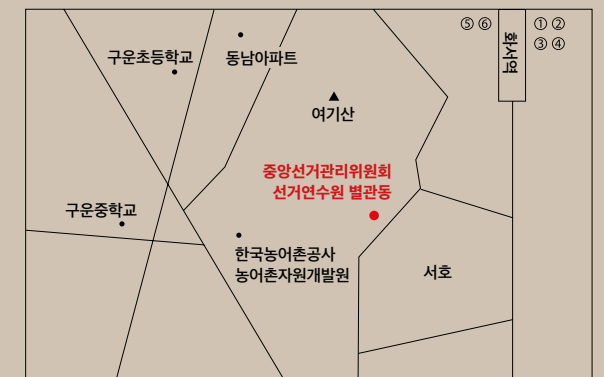 ⑤ ⑥
화서역
① ②
③ ④
구운초등학교
동남아파트
여기산
중앙선거관리위원회
선거연수원 별관동
구운중학교
한국농어촌공사
농어촌자원개발원
서호